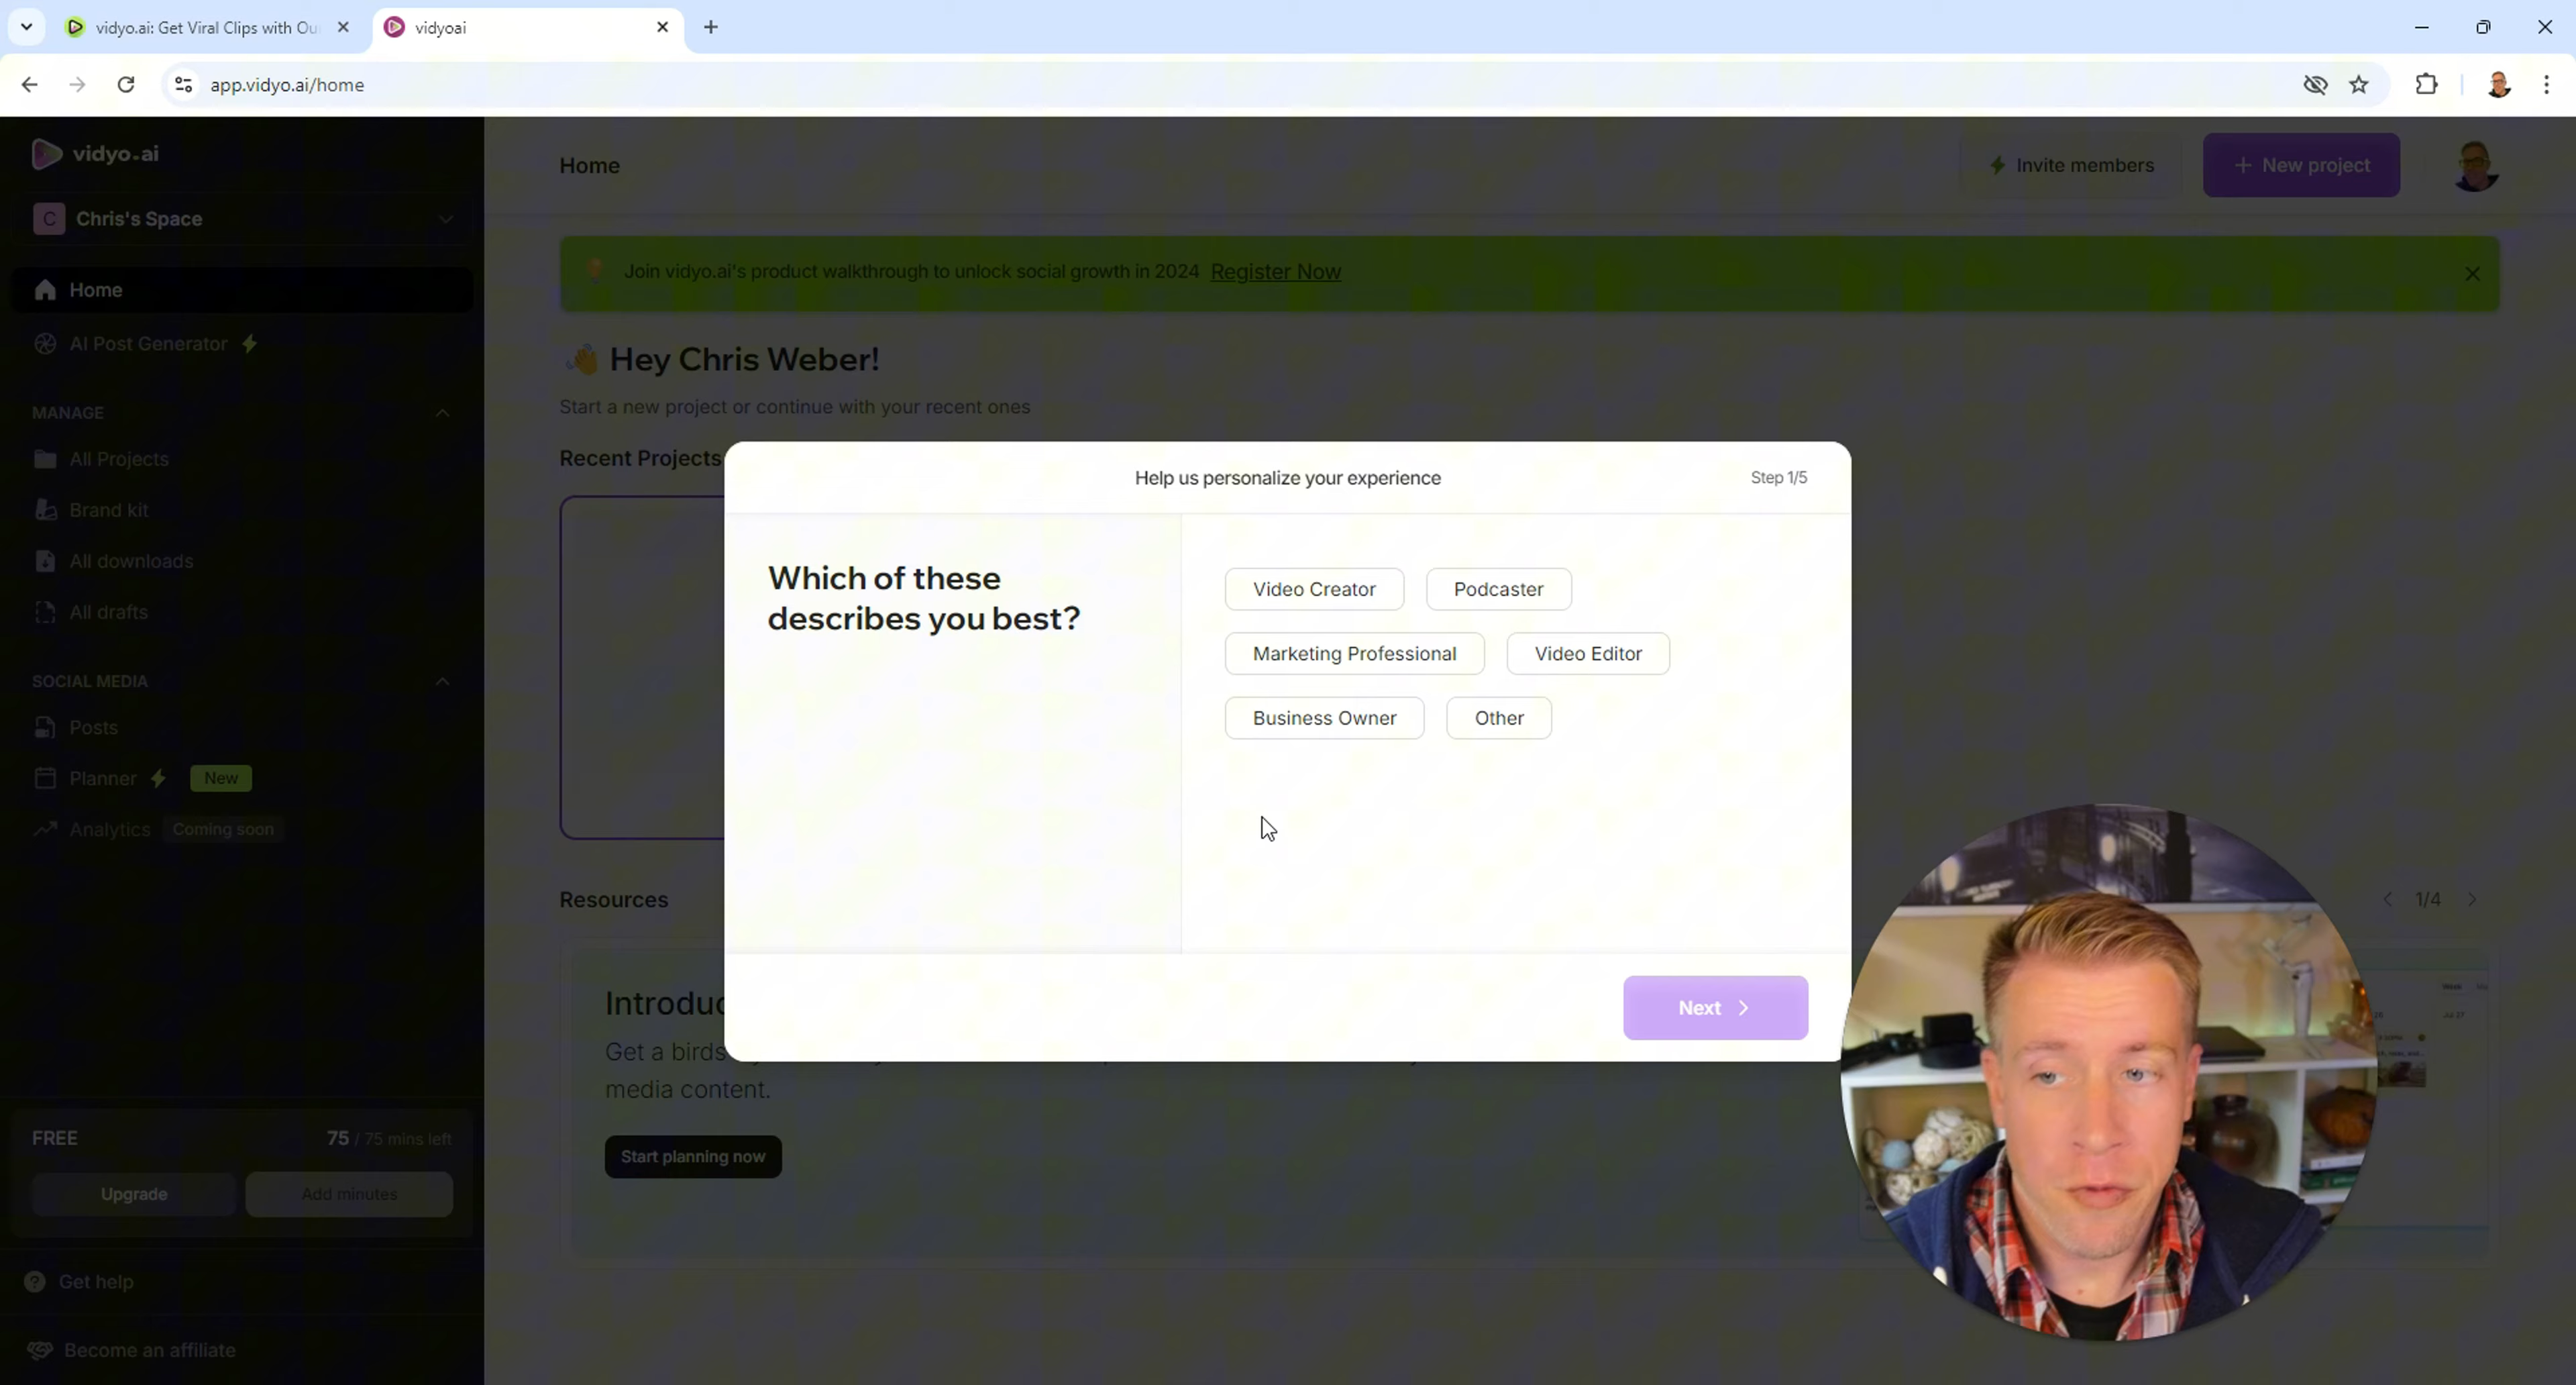 vidyo.ai: Get Viral Clips with Ou
vidyoai
app.vidyo.ai/home
vidyo.ai
C Chris's Space
Home
AI Post Generator
MANAGE
All Projects
Brand kit
All downloads
All drafts
SOCIAL MEDIA
Posts
Planner New
Analytics Coming soon
FREE 75 / 75 mins left
Upgrade Add minutes
Get help
Become an affiliate
Home
Invite members
+ New project
Join vidyo.ai's product walkthrough to unlock social growth in 2024 Register Now
Hey Chris Weber!
Start a new project or continue with your recent ones
Recent Projects
Help us personalize your experience
Step 1/5
Which of these
describes you best?
Video Creator Podcaster
Marketing Professional Video Editor
Business Owner Other
Next
Resources
1/4
Introduc
Get a birds
media content.
Start planning now